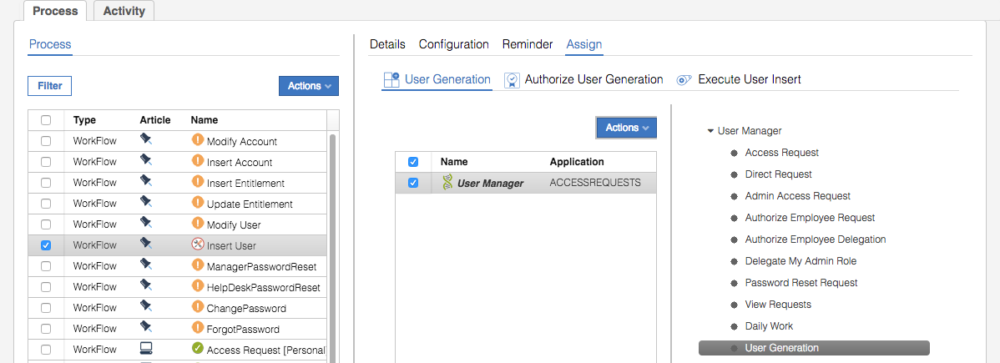 Process Activity
Process
Filter
Actions
Type Article Name
WorkFlow Modify Account
WorkFlow Insert Account
WorkFlow Insert Entitlement
WorkFlow Update Entitlement
WorkFlow Modify User
WorkFlow Insert User
WorkFlow ManagerPasswordReset
WorkFlow HelpDeskPasswordReset
WorkFlow ChangePassword
WorkFlow ForgotPassword
WorkFlow Access Request [Personal
Details Configuration Reminder Assign
User Generation Authorize User Generation Execute User Insert
Actions
Name Application
User Manager ACCESSREQUESTS
User Manager
Access Request
Direct Request
Admin Access Request
Authorize Employee Request
Authorize Employee Delegation
Delegate My Admin Role
Password Reset Request
View Requests
Daily Work
User Generation